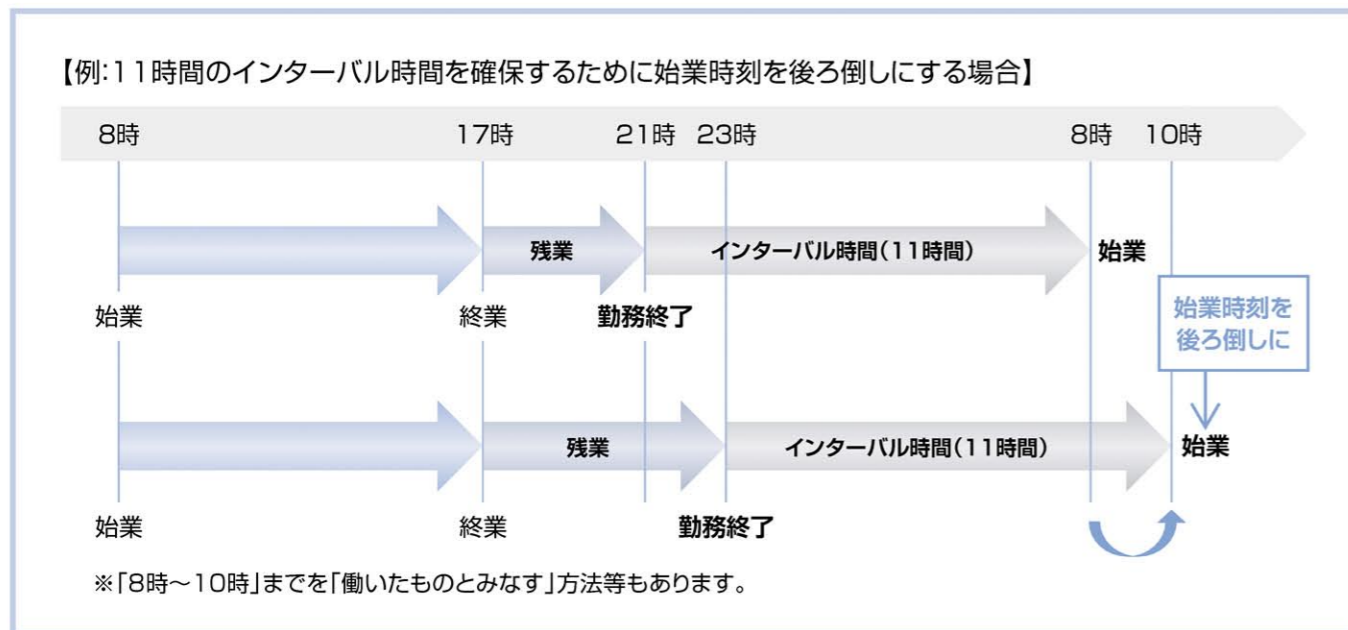 【例:11時間のインターバル時間を確保するために始業時刻を後ろ倒しにする場合】
8時 17時 21時 23時 8時 10時
残業 インターバル時間(11時間) 始業
始業 終業 勤務終了
始業時刻を
後ろ倒しに
残業 インターバル時間(11時間) 始業
始業 終業 勤務終了
※「8時～10時」までを「働いたものとみなす」方法等もあります。